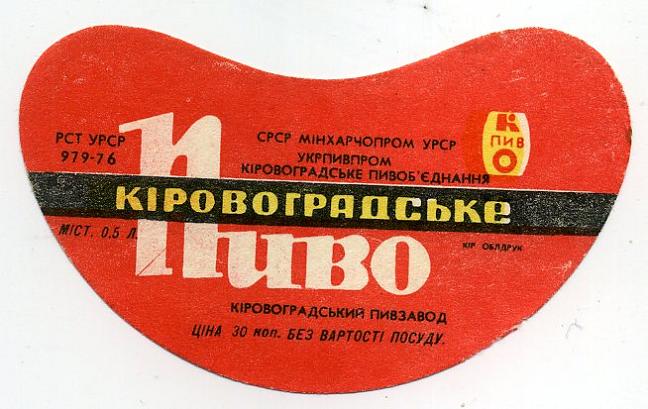 РСТ УРСР
979-76
СРСР МІНХАРЧОПРОМ УРСР
УКРПИВПРОМ
КІРОВОГРАДСЬКЕ ПИВОБ'ЄДНАННЯ
К
ПИВ
О
КІРОВОГРАДСЬКЕ
Пиво
МІСТ. 0.5 Л.
КІР ОБЛДРУК
КІРОВОГРАДСЬКИЙ ПИВЗАВОД
ЦІНА 30 коп. БЕЗ ВАРТОСТІ ПОСУДУ.